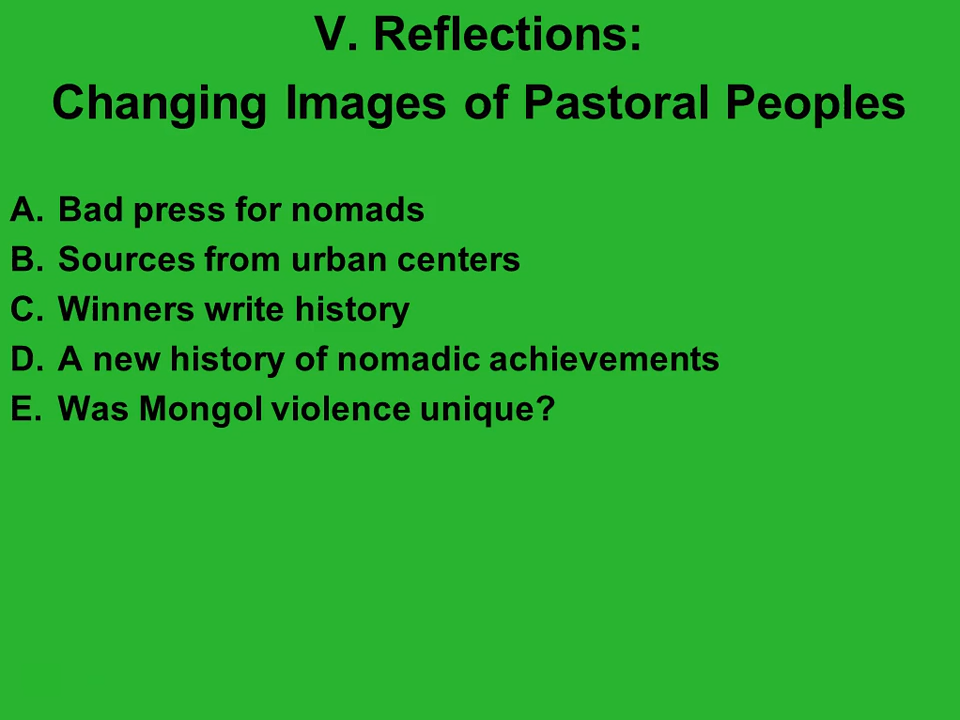 V. Reflections:
Changing Images of Pastoral Peoples
A. Bad press for nomads
B. Sources from urban centers
C. Winners write history
D. A new history of nomadic achievements
E. Was Mongol violence unique?